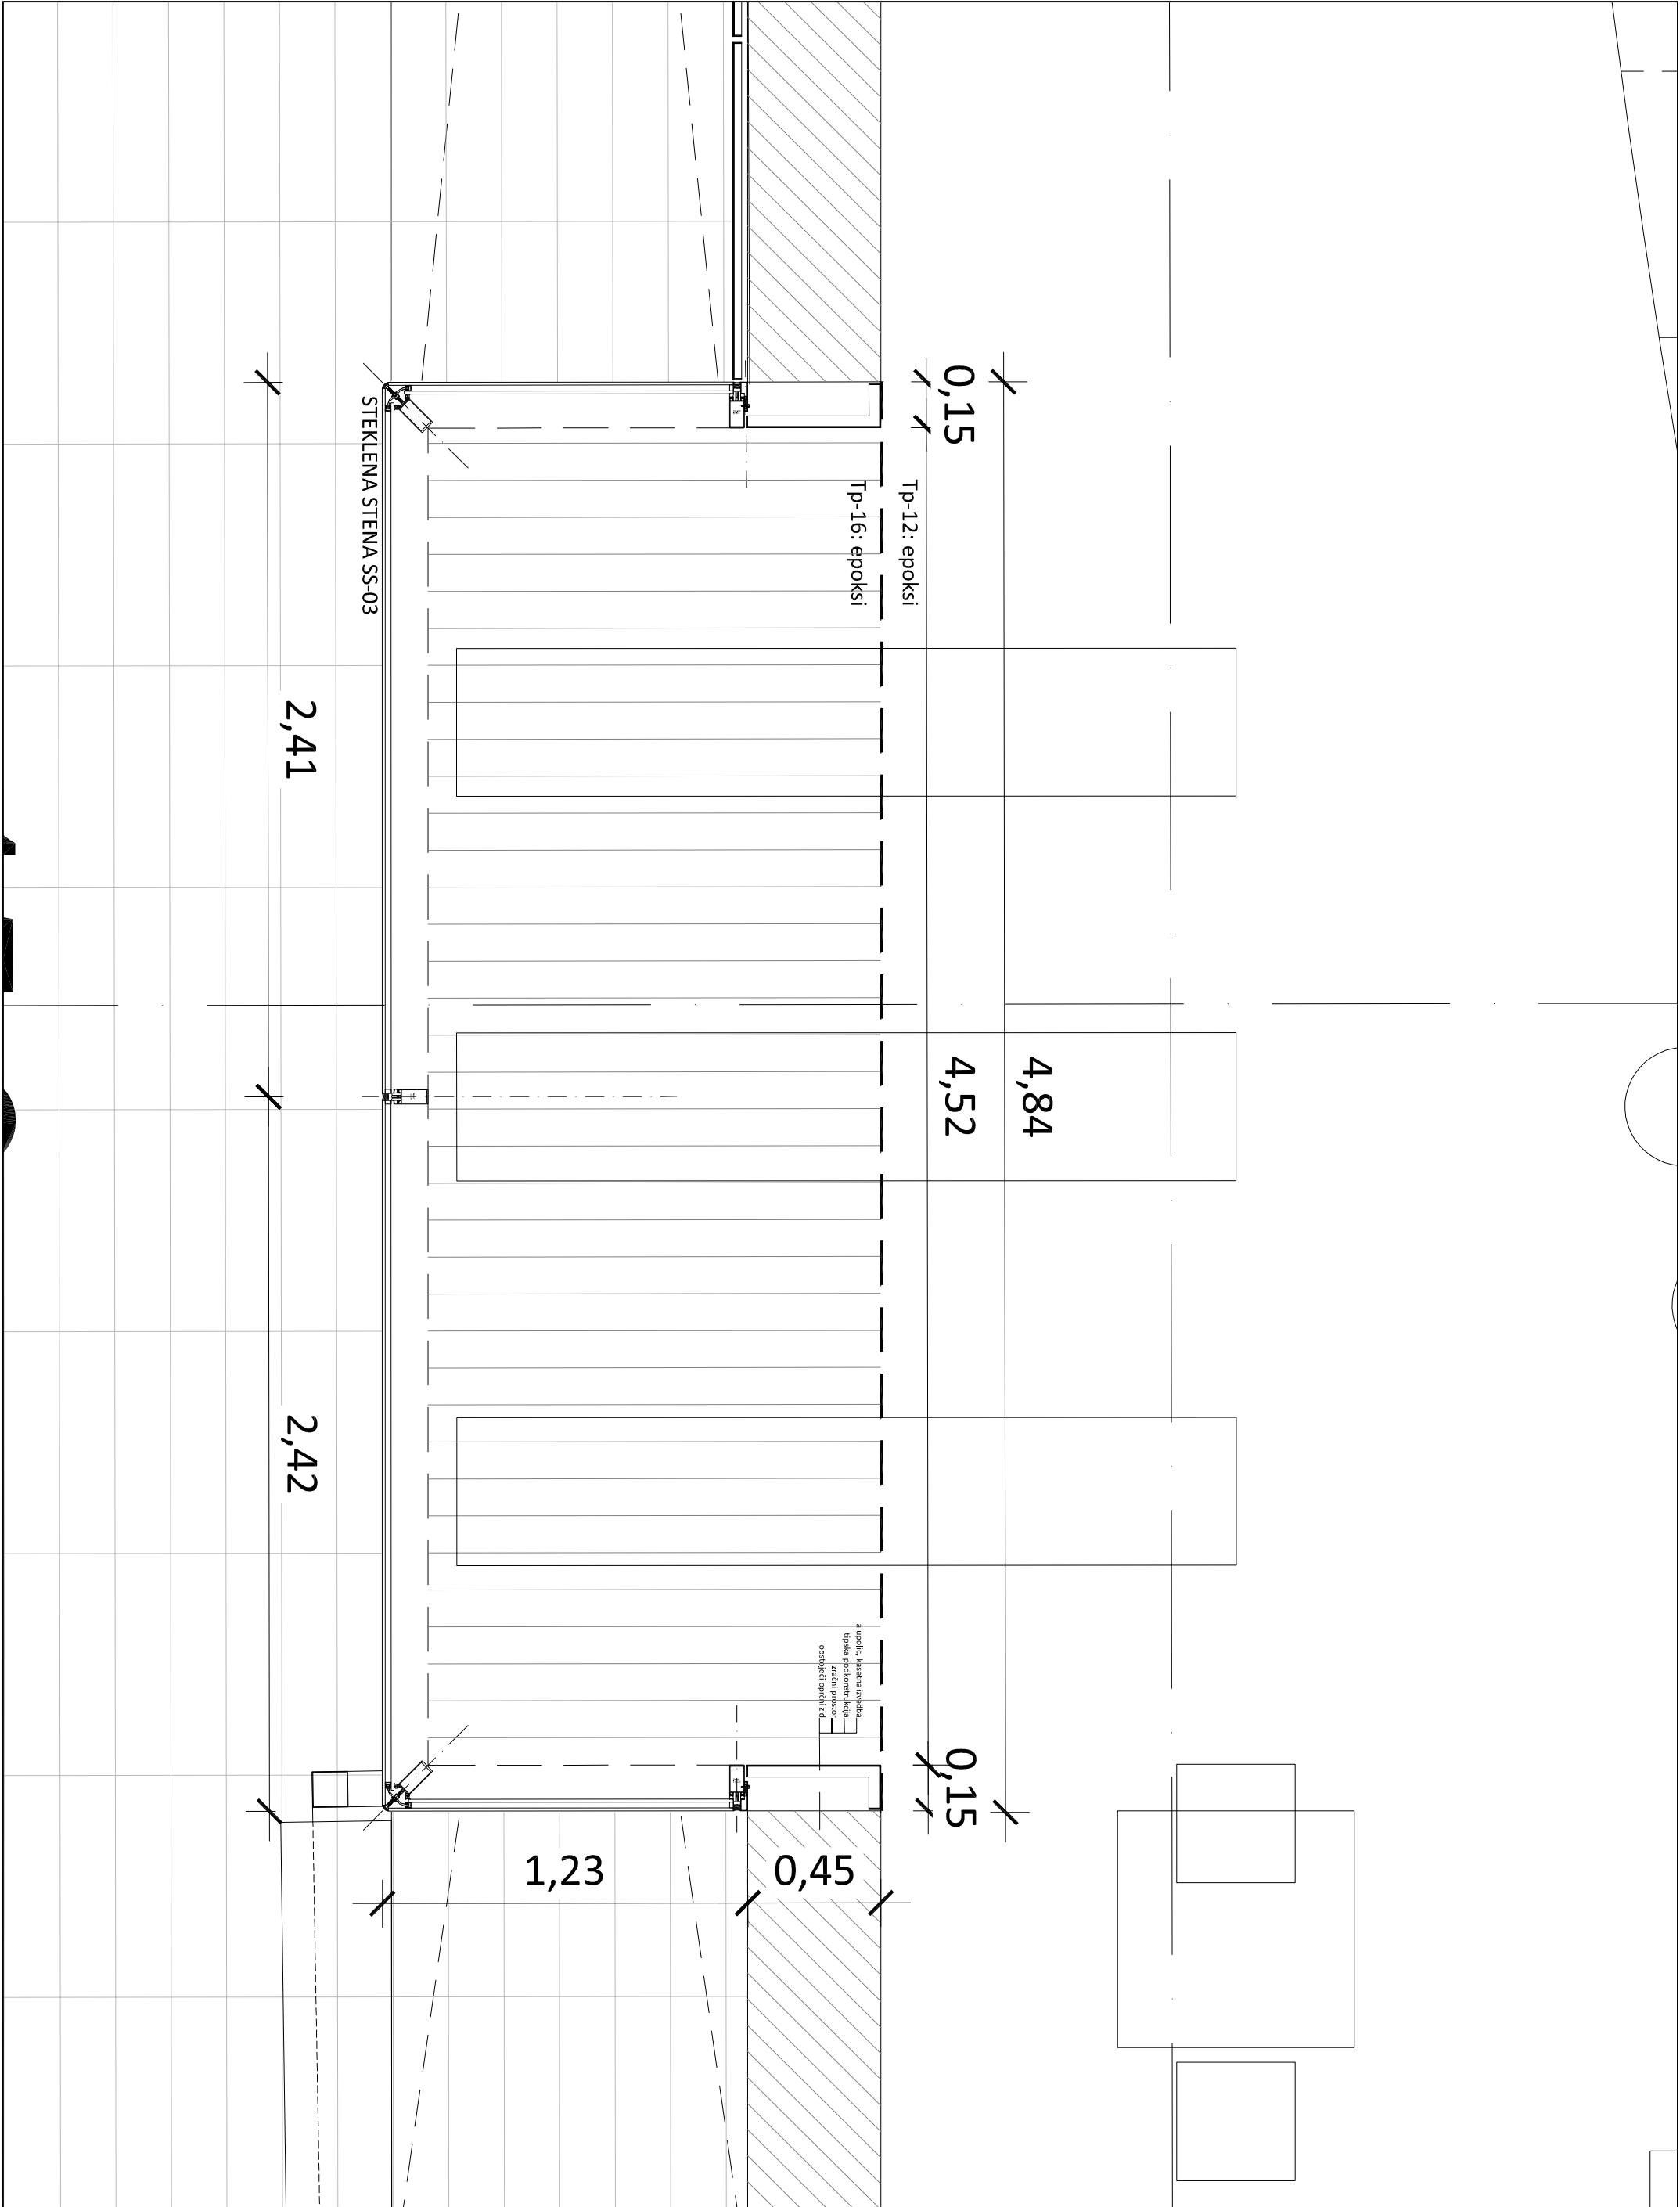 0,15
4,84
4,52
0,15
Tp-12: epoksi
Tp-16: epoksi
alupolic, kasetna izvedba
tipska podkonstrukcija
zračni prostor
obstoječi oprčni zid
STEKLENA STENA SS-03
2,41
2,42
1,23
0,45